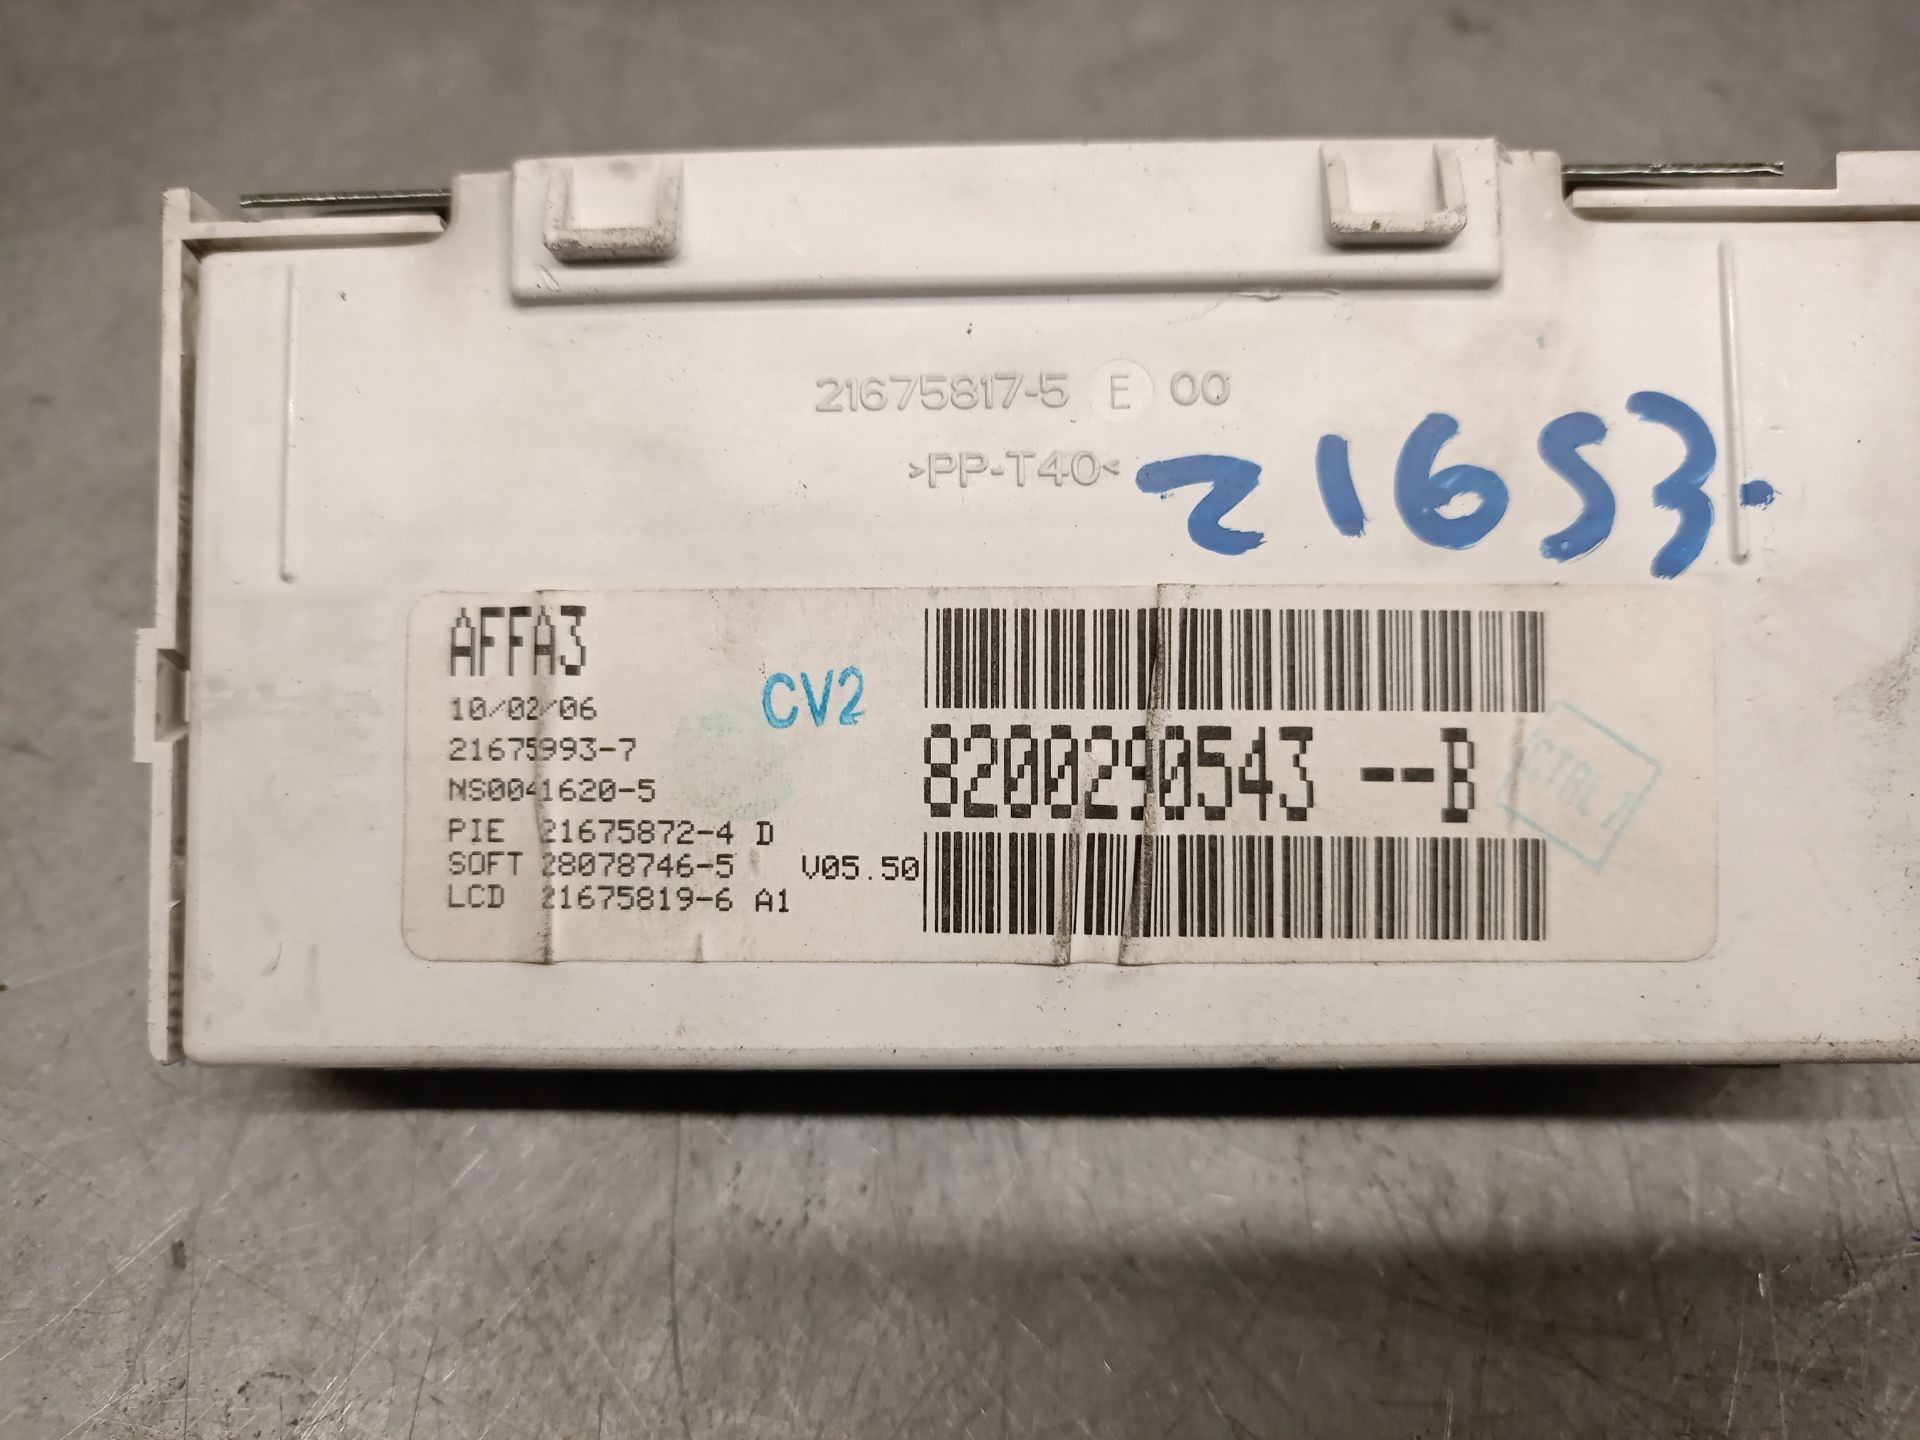 21675817-5 E 00
>PP-T40<
21653.
AFFA3
10/02/06
CV2
21675993-7
NS0041620-5
8200290543 --B
PIE 21675872-4 D
SOFT 28078746-5 V05.50
LCD 21675819-6 A1
CTRL